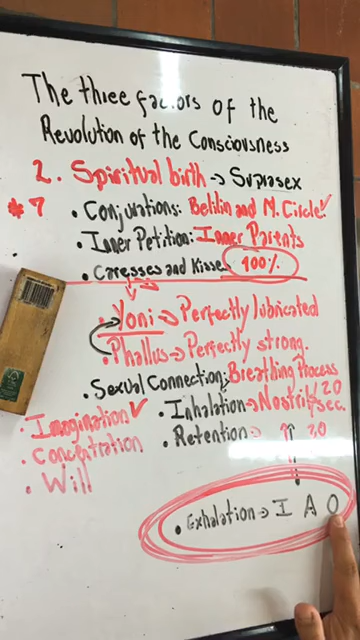 The three factors of the
Revolution of the Consciousness
2. Spiritual birth → Suprasex
#7 • Conjurations: Belilin and M. Circle! ✓
• Inner Petition: Inner Parents
• Caresses and Kisses 100%
• Yoni → Perfectly lubricated
Phallus → Perfectly strong.
• Sexual Connection: Breathing Process
• Imagination ✓
• Concentration
• Will
• Inhalation → Nostril / 20 sec.
• Retention → 20
• Exhalation → I A O